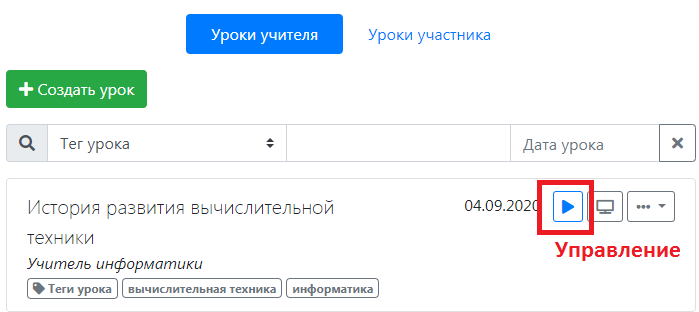 Уроки учителя Уроки участника
Создать урок
Тег урока Дата урока
История развития вычислительной 04.09.2020
техники
Управление
Учитель информатики
Теги урока вычислительная техника информатика